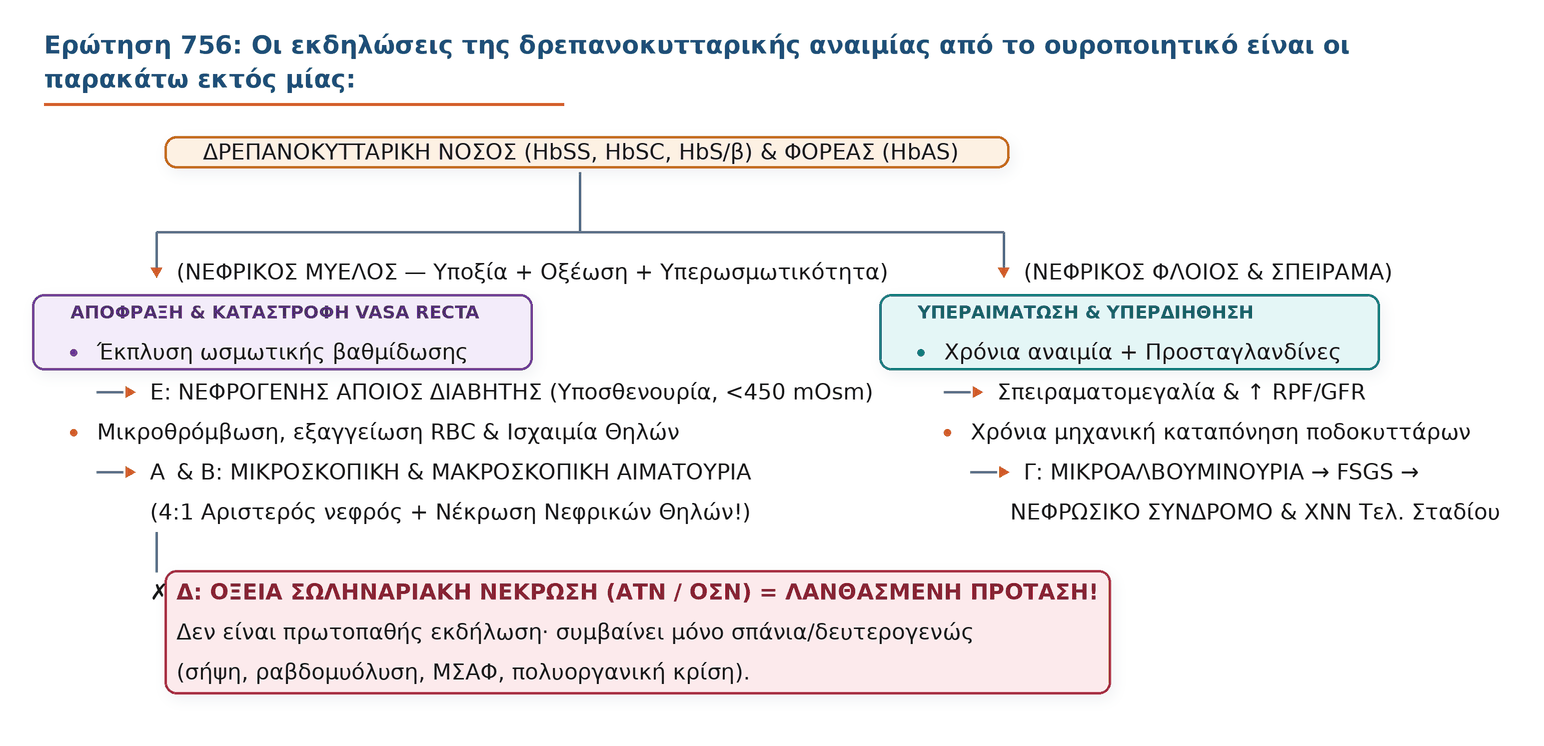 Ερώτηση 756: Οι εκδηλώσεις της δρεπανοκυτταρικής αναιμίας από το ουροποιητικό είναι οι
παρακάτω εκτός μίας:
ΔΡΕΠΑΝΟΚΥΤΤΑΡΙΚΗ ΝΟΣΟΣ (HbSS, HbSC, HbS/β) & ΦΟΡΕΑΣ (HbAS)
(ΝΕΦΡΙΚΟΣ ΜΥΕΛΟΣ — Υποξία + Οξέωση + Υπερωσμωτικότητα)
(ΝΕΦΡΙΚΟΣ ΦΛΟΙΟΣ & ΣΠΕΙΡΑΜΑ)
ΑΠΟΦΡΑΞΗ & ΚΑΤΑΣΤΡΟΦΗ VASA RECTA
• Έκπλυση ωσμωτικής βαθμίδωσης
Ε: ΝΕΦΡΟΓΕΝΗΣ ΑΠΟΙΟΣ ΔΙΑΒΗΤΗΣ (Υποσθενουρία, <450 mOsm)
• Μικροθρόμβωση, εξαγγείωση RBC & Ισχαιμία Θηλών
Α & Β: ΜΙΚΡΟΣΚΟΠΙΚΗ & ΜΑΚΡΟΣΚΟΠΙΚΗ ΑΙΜΑΤΟΥΡΙΑ
(4:1 Αριστερός νεφρός + Νέκρωση Νεφρικών Θηλών!)
ΥΠΕΡΑΙΜΑΤΩΣΗ & ΥΠΕΡΔΙΗΘΗΣΗ
• Χρόνια αναιμία + Προσταγλανδίνες
Σπειραματομεγαλία & ↑ RPF/GFR
• Χρόνια μηχανική καταπόνηση ποδοκυττάρων
Γ: ΜΙΚΡΟΑΛΒΟΥΜΙΝΟΥΡΙΑ → FSGS →
ΝΕΦΡΩΣΙΚΟ ΣΥΝΔΡΟΜΟ & ΧΝΝ Τελ. Σταδίου
✗ Δ: ΟΞΕΙΑ ΣΩΛΗΝΑΡΙΑΚΗ ΝΕΚΡΩΣΗ (ATN / ΟΣΝ) = ΛΑΝΘΑΣΜΕΝΗ ΠΡΟΤΑΣΗ!
Δεν είναι πρωτοπαθής εκδήλωση· συμβαίνει μόνο σπάνια/δευτερογενώς
(σήψη, ραβδομυόλυση, ΜΣΑΦ, πολυοργανική κρίση).